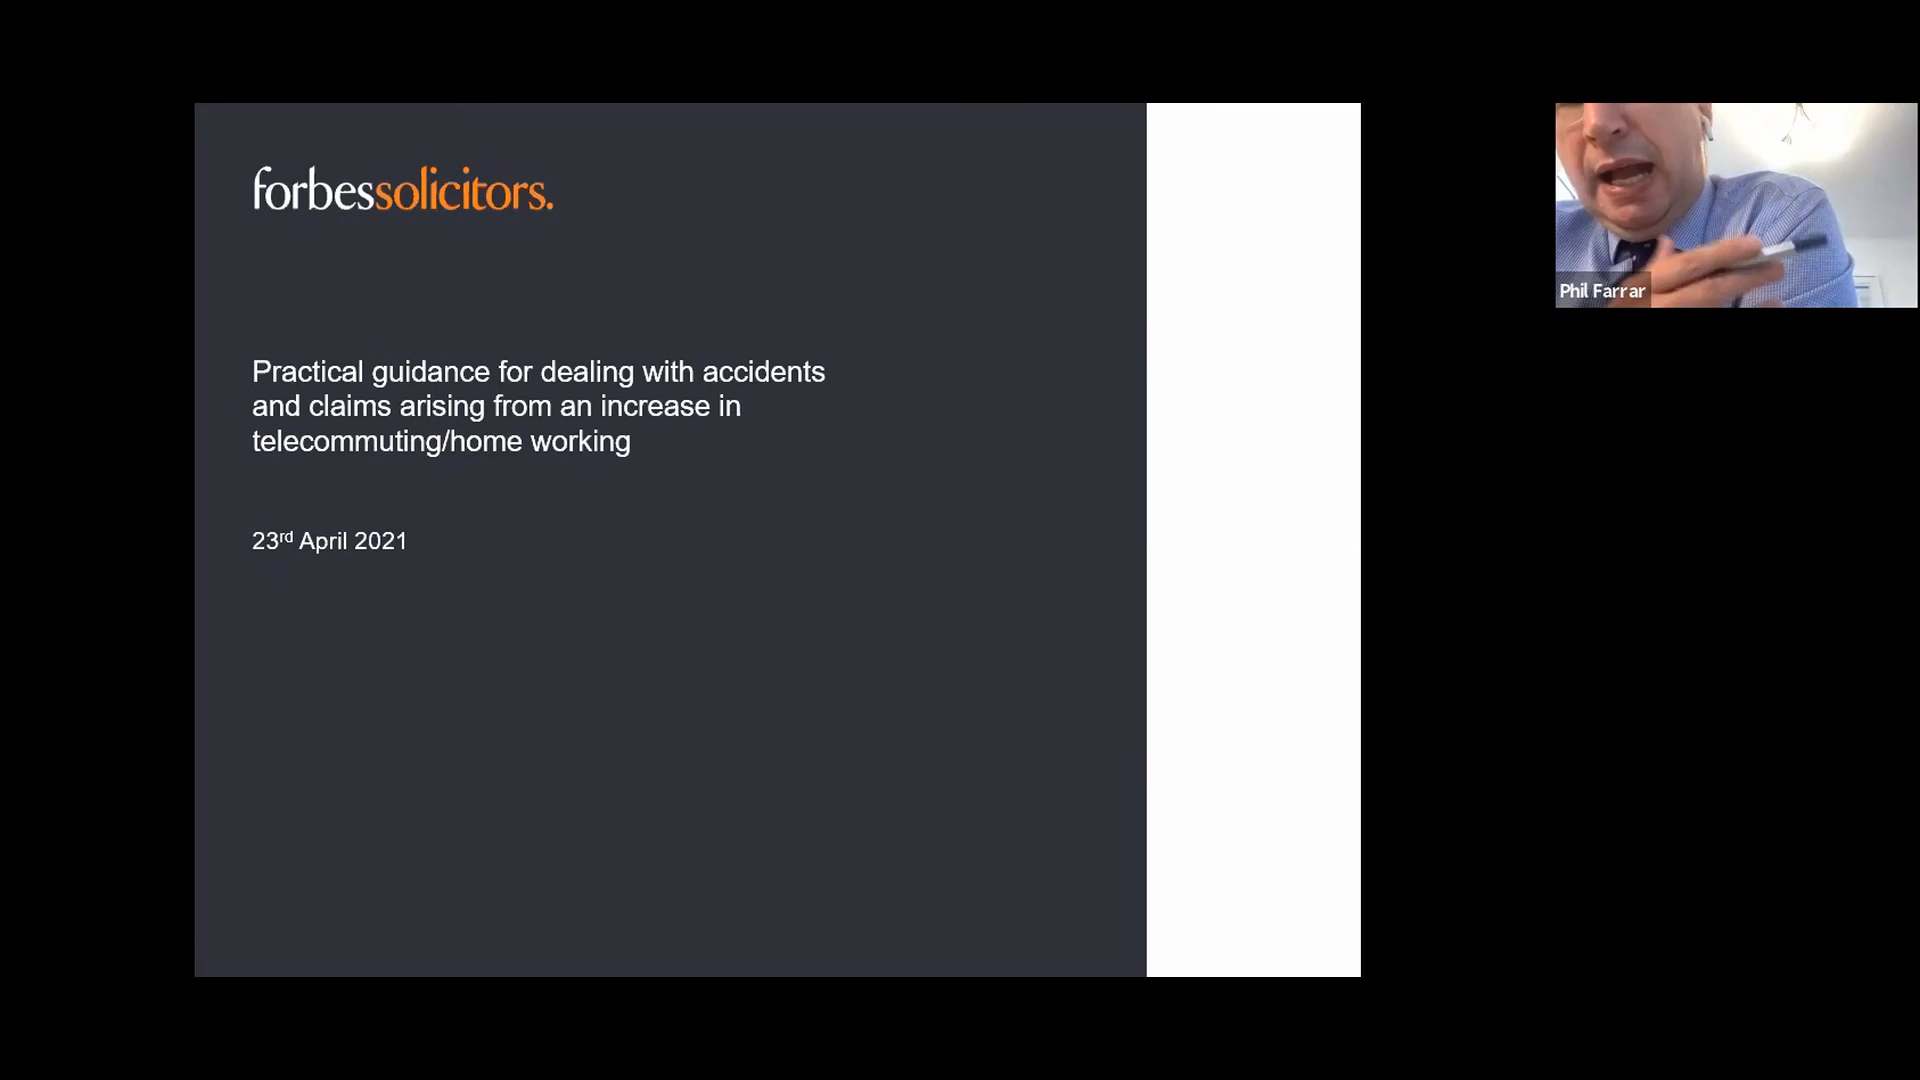 forbessolicitors.
Practical guidance for dealing with accidents
and claims arising from an increase in
telecommuting/home working
23rd April 2021
Phil Farrar